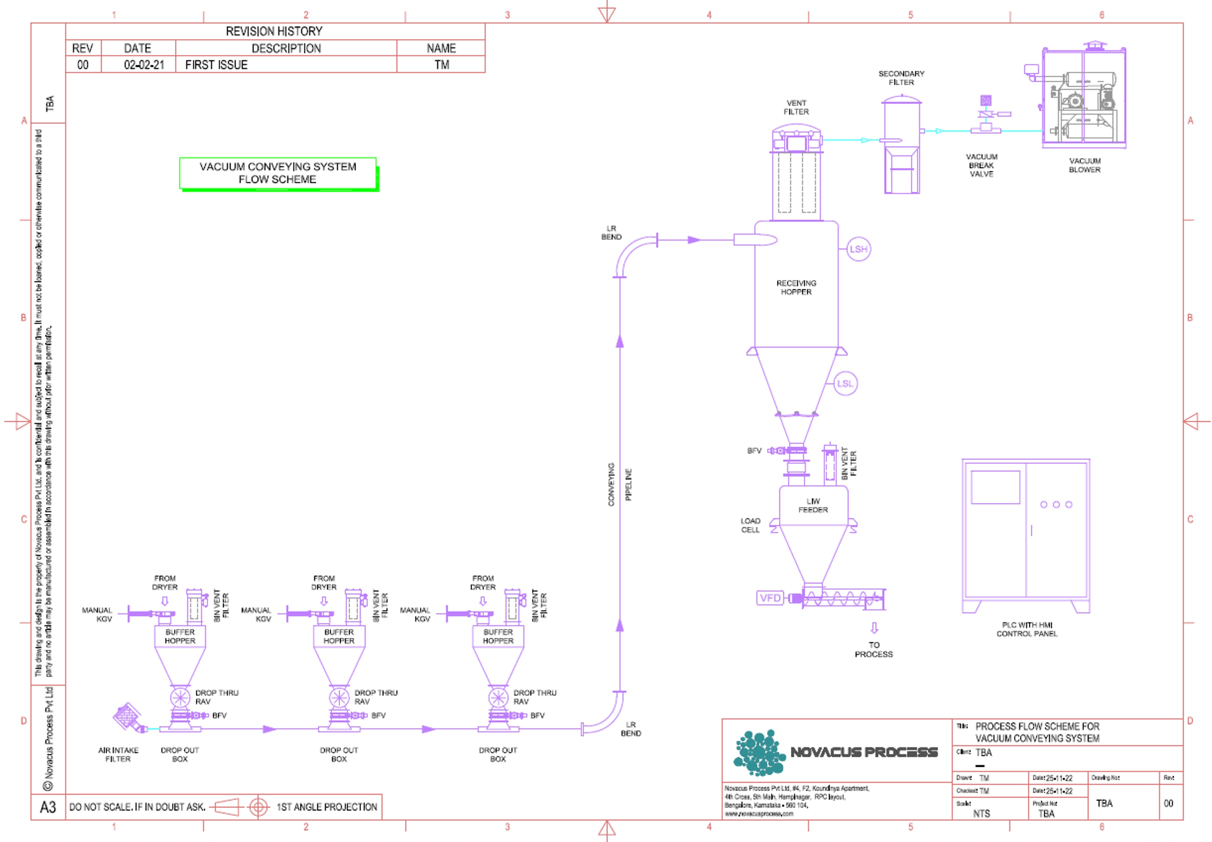 1 2 3 4 5 6
REVISION HISTORY
REV DATE DESCRIPTION NAME
00 02-02-21 FIRST ISSUE TM
TBA
A
A
B
B
C
C
D
D
VACUUM CONVEYING SYSTEM
FLOW SCHEME
This drawing and design is the property of Novacus Process Pvt Ltd. and is confidential and subject to recall at any time. It must not be loaned, copied or otherwise communicated to a third
party and no article may be manufactured or assembled in accordance with this drawing without prior written permission.
© Novacus Process Pvt Ltd
SECONDARY
FILTER
VENT
FILTER
VACUUM
BREAK
VALVE
VACUUM
BLOWER
LR
BEND
LSH
RECEIVING
HOPPER
LSL
BFV
BIN VENT
FILTER
CONVEYING
PIPELINE
LIW
FEEDER
LOAD
CELL
VFD
TO
PROCESS
PLC WITH HMI
CONTROL PANEL
FROM
DRYER
MANUAL
KGV
BIN VENT
FILTER
BUFFER
HOPPER
DROP THRU
RAV
BFV
FROM
DRYER
MANUAL
KGV
BIN VENT
FILTER
BUFFER
HOPPER
DROP THRU
RAV
BFV
FROM
DRYER
MANUAL
KGV
BIN VENT
FILTER
BUFFER
HOPPER
DROP THRU
RAV
BFV
AIR INTAKE
FILTER
DROP OUT
BOX
DROP OUT
BOX
DROP OUT
BOX
LR
BEND
NOVACUS PROCESS
Novacus Process Pvt Ltd, #4, F2, Koundinya Apartment,
4th Cross, 5th Main, Hampinagar, RPC layout,
Bengalore, Karnataka - 560 104,
www.novacusprocess.com
Title: PROCESS FLOW SCHEME FOR
VACUUM CONVEYING SYSTEM
Client: TBA
Drawn: TM Date: 25-11-22 Drawing No: Rev:
Checked: TM Date: 25-11-22
TBA 00
Scale: Project No:
NTS TBA
A3 DO NOT SCALE. IF IN DOUBT ASK. 1ST ANGLE PROJECTION
1 2 3 4 5 6